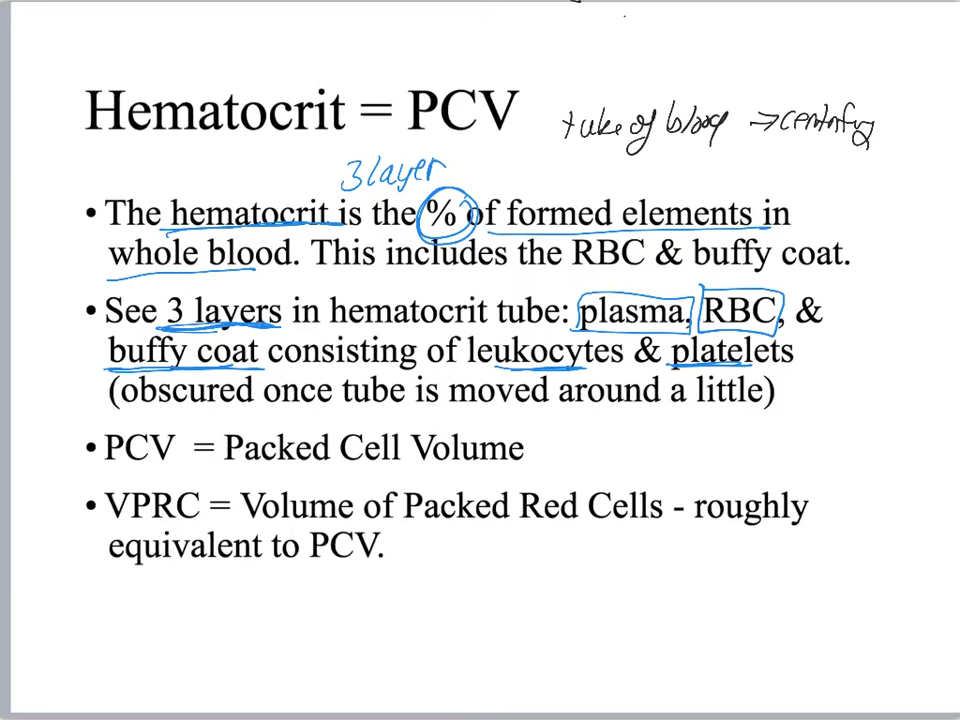 Hematocrit = PCV tube of blood → centrifug
3 layer
• The hematocrit is the % of formed elements in
whole blood. This includes the RBC & buffy coat.
• See 3 layers in hematocrit tube: plasma, RBC, &
buffy coat consisting of leukocytes & platelets
(obscured once tube is moved around a little)
• PCV = Packed Cell Volume
• VPRC = Volume of Packed Red Cells - roughly
equivalent to PCV.